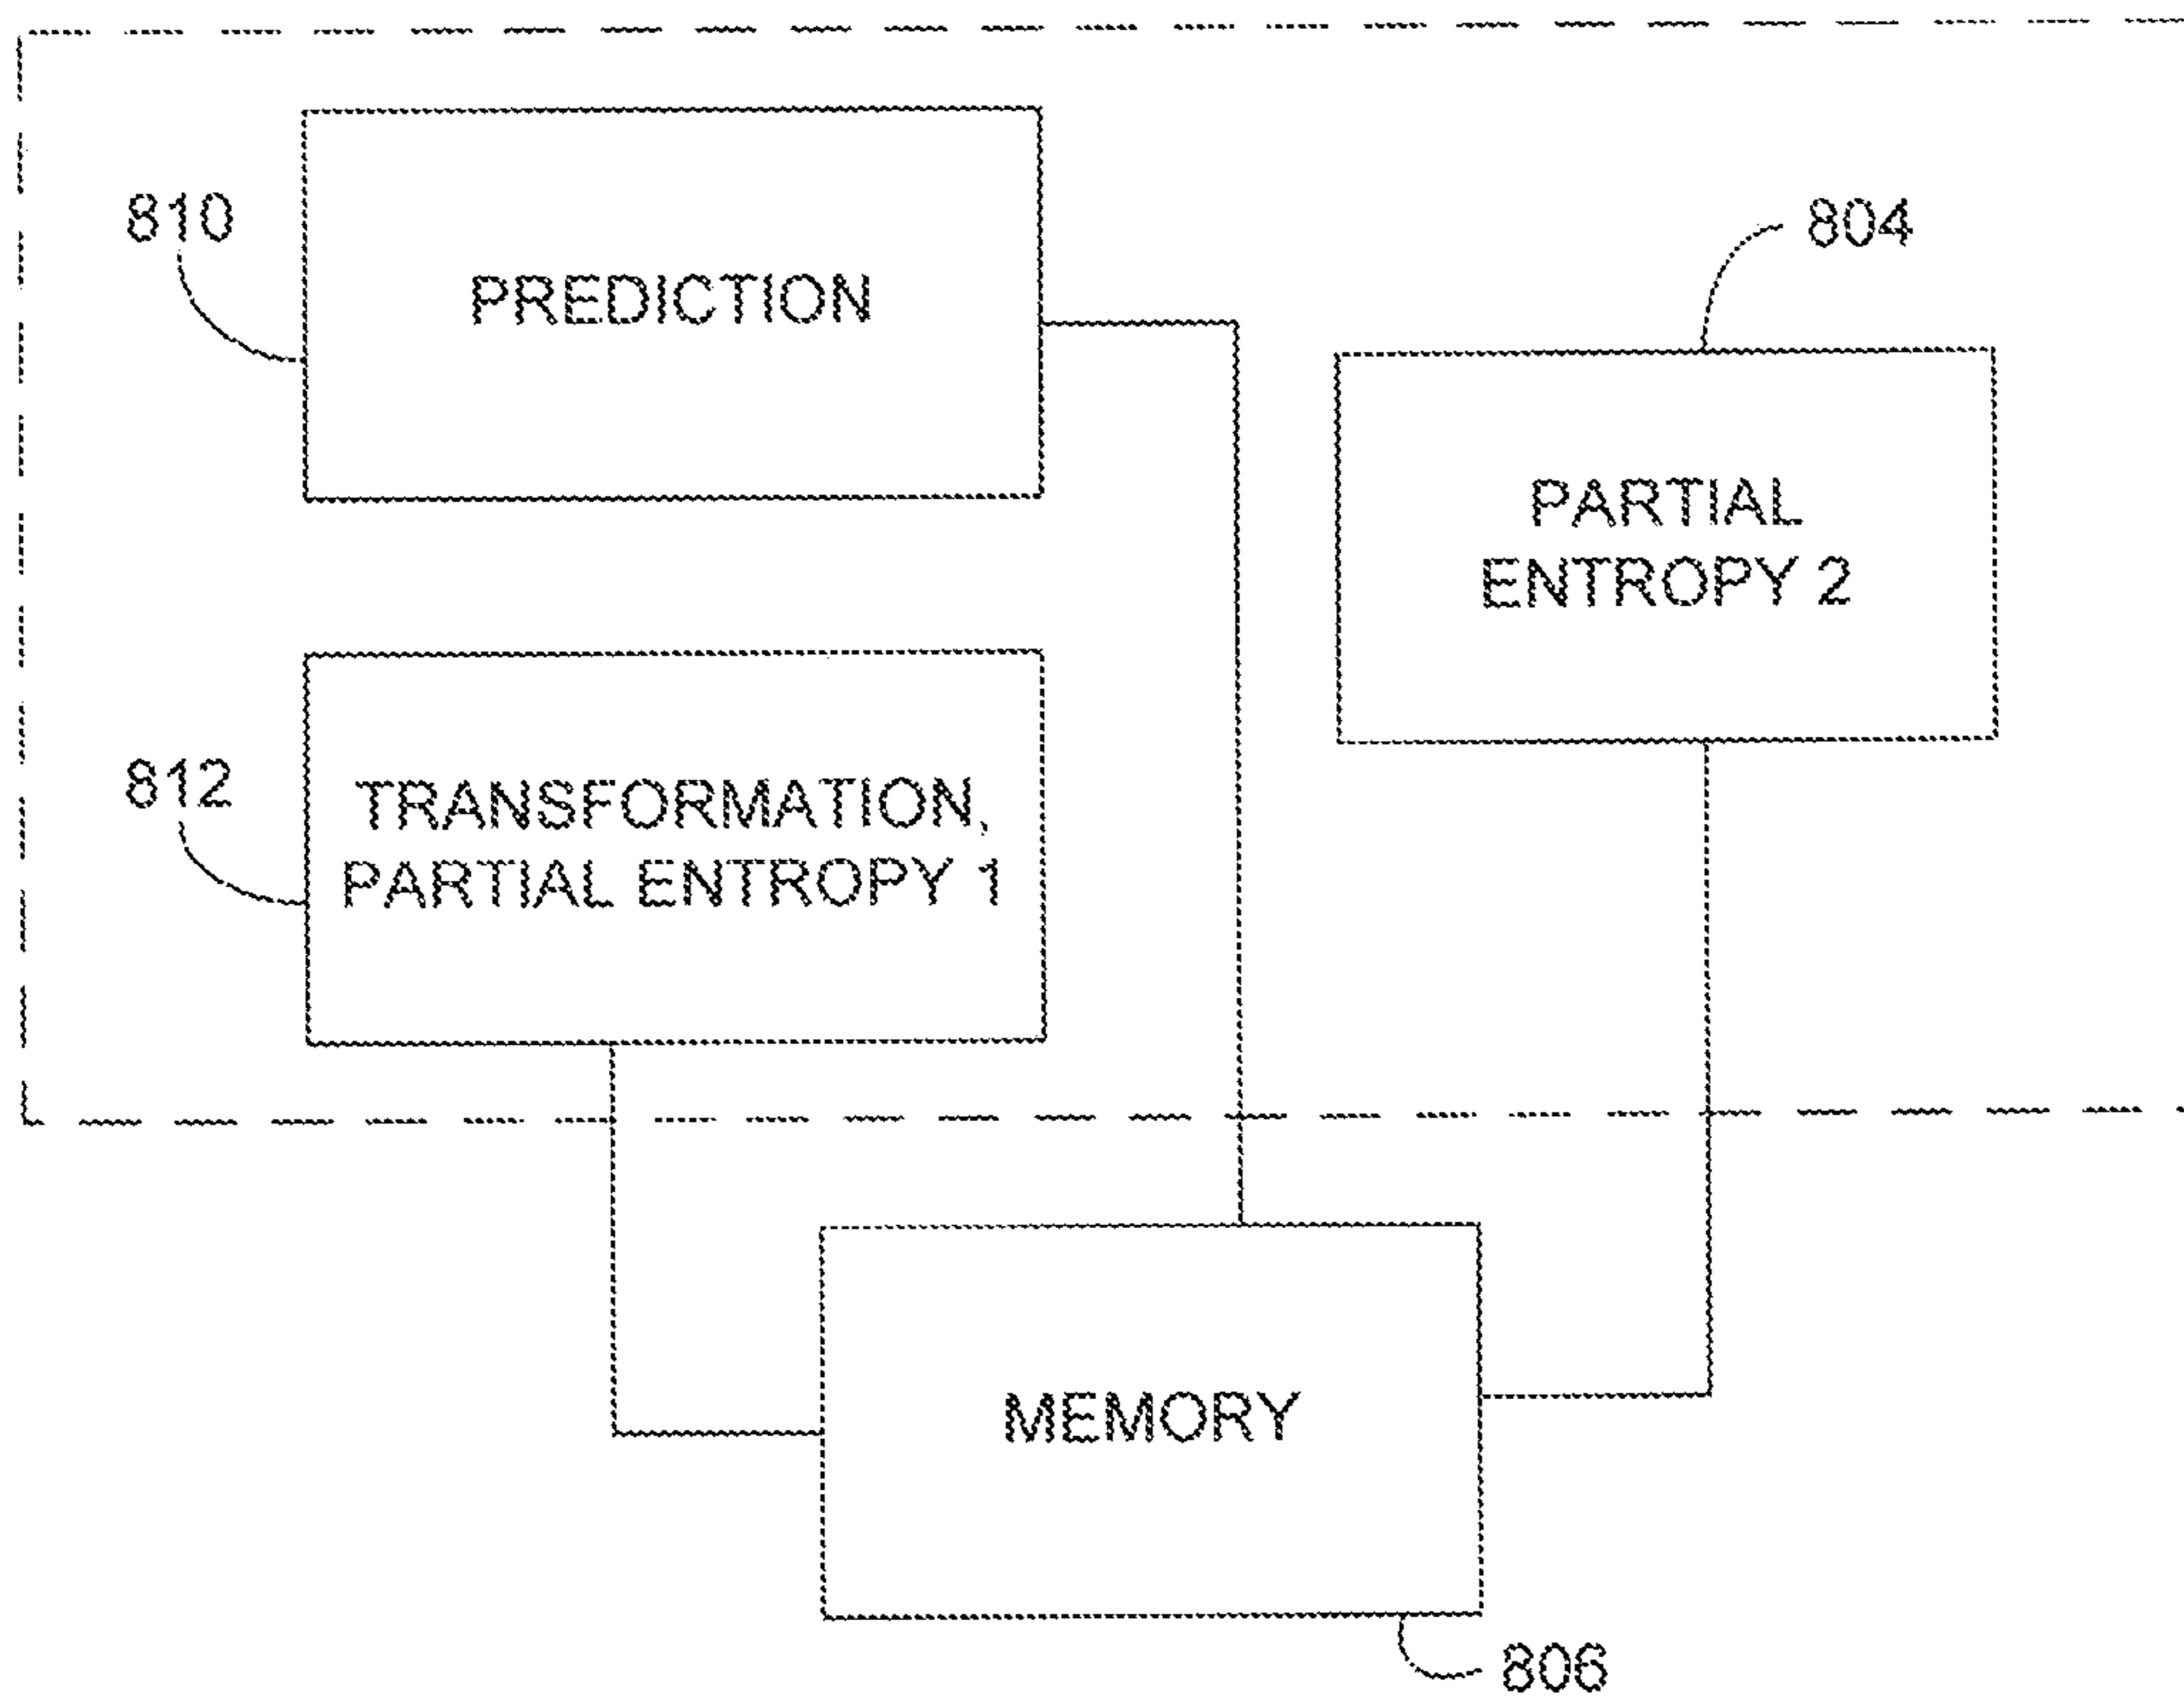 810
PREDICTION
804
PARTIAL
ENTROPY 2
812
TRANSFORMATION,
PARTIAL ENTROPY 1
MEMORY
806